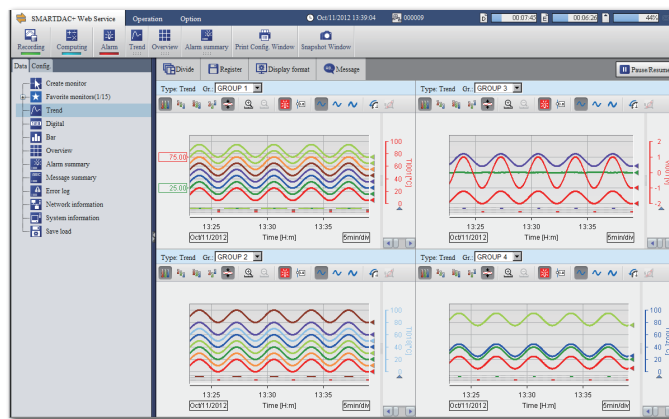 SMARTDAC+ Web Service Operation Option Oct/11/2012 13:39:04 000009 00:07:45 00:06:26 44%
Recording Computing Alarm Trend Overview Alarm summary Print Config. Window Snapshot Window
Data Config. Divide Register Display format Message Pause/Resume
Create monitor
Favorite monitors(1/15)
Trend
Digital
Bar
Overview
Alarm summary
Message summary
Error log
Network information
System information
Save load
Type: Trend Gr.: GROUP 1
75.00
25.00
100
80
60
40
20
0
13:25 13:30 13:35
Oct/11/2012 Time [H:m] 5min/div
Type: Trend Gr.: GROUP 3
2
1
0
-1
-2
13:25 13:30 13:35
Oct/11/2012 Time [H:m] 5min/div
Type: Trend Gr.: GROUP 2
100
80
60
40
20
0
13:25 13:30 13:35
Oct/11/2012 Time [H:m] 5min/div
Type: Trend Gr.: GROUP 4
100
80
60
40
20
0
13:25 13:30 13:35
Oct/11/2012 Time [H:m] 5min/div